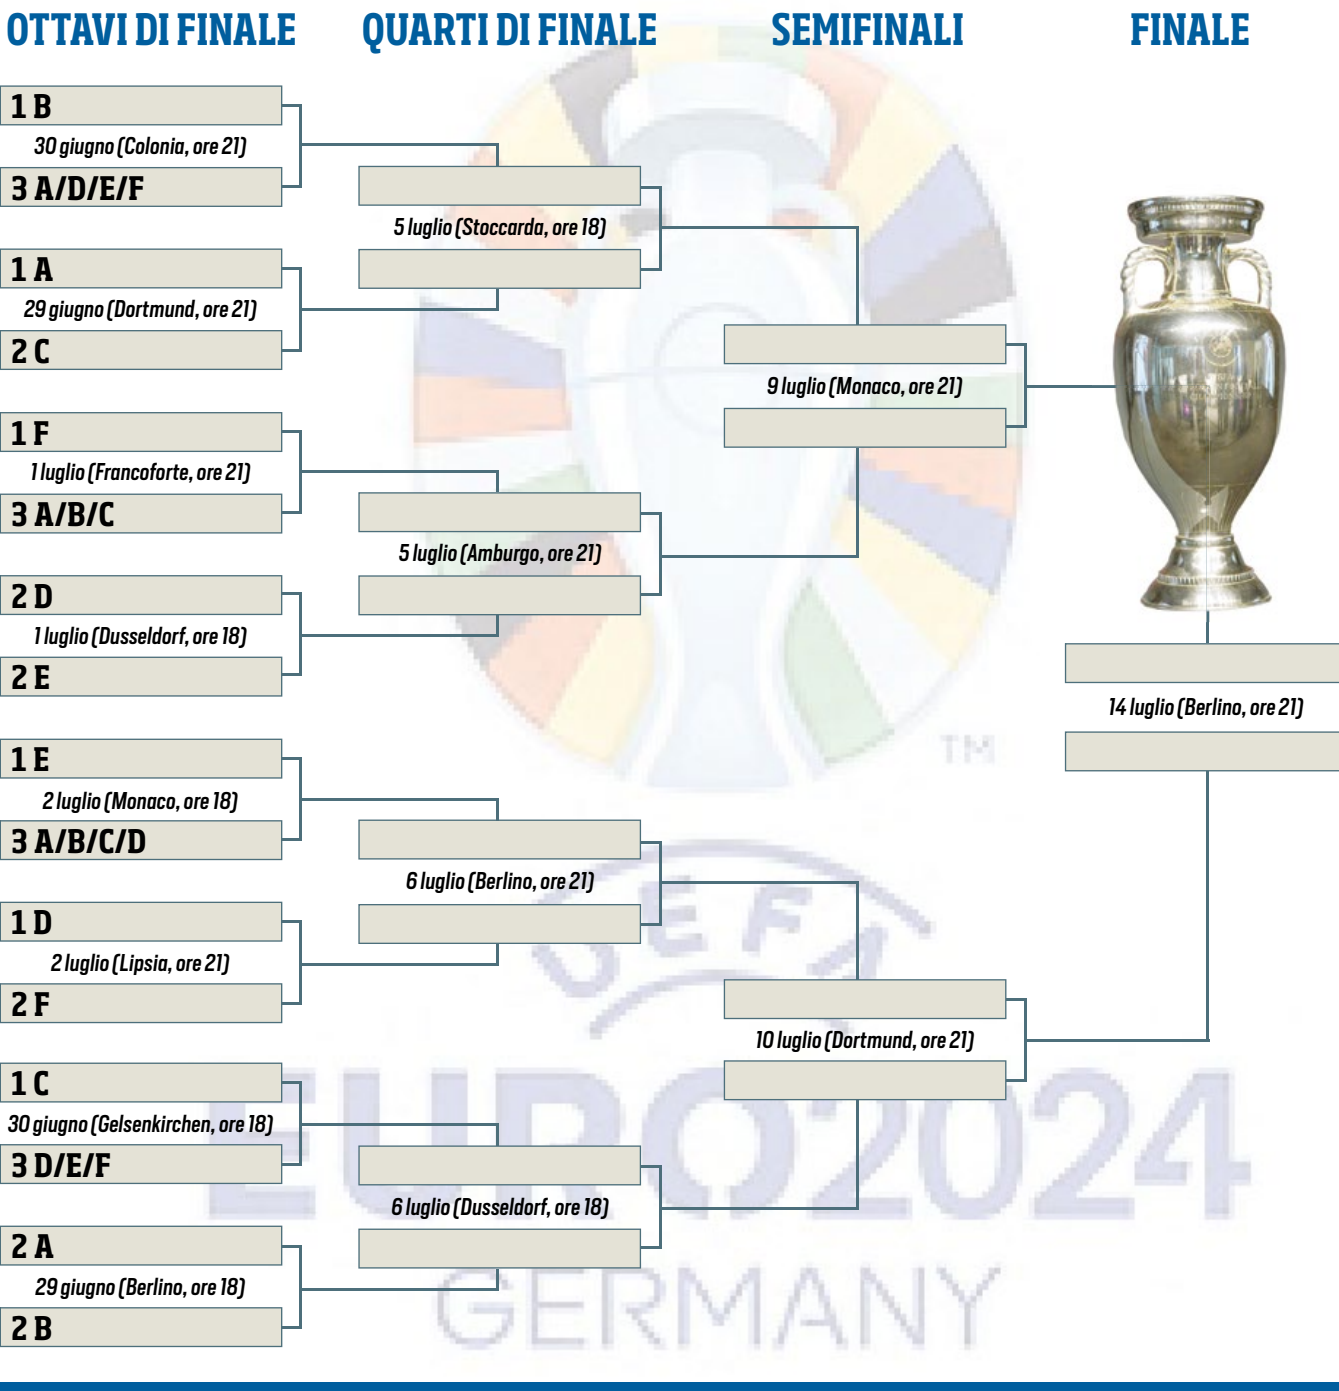 OTTAVI DI FINALE
QUARTI DI FINALE
SEMIFINALI
FINALE
1 B
30 giugno (Colonia, ore 21)
3 A/D/E/F
1 A
29 giugno (Dortmund, ore 21)
2 C
1 F
1 luglio (Francoforte, ore 21)
3 A/B/C
2 D
1 luglio (Dusseldorf, ore 18)
2 E
1 E
2 luglio (Monaco, ore 18)
3 A/B/C/D
1 D
2 luglio (Lipsia, ore 21)
2 F
1 C
30 giugno (Gelsenkirchen, ore 18)
3 D/E/F
2 A
29 giugno (Berlino, ore 18)
2 B
5 luglio (Stoccarda, ore 18)
5 luglio (Amburgo, ore 21)
6 luglio (Berlino, ore 21)
6 luglio (Dusseldorf, ore 18)
9 luglio (Monaco, ore 21)
10 luglio (Dortmund, ore 21)
14 luglio (Berlino, ore 21)
TM
UEFA
EURO2024
GERMANY